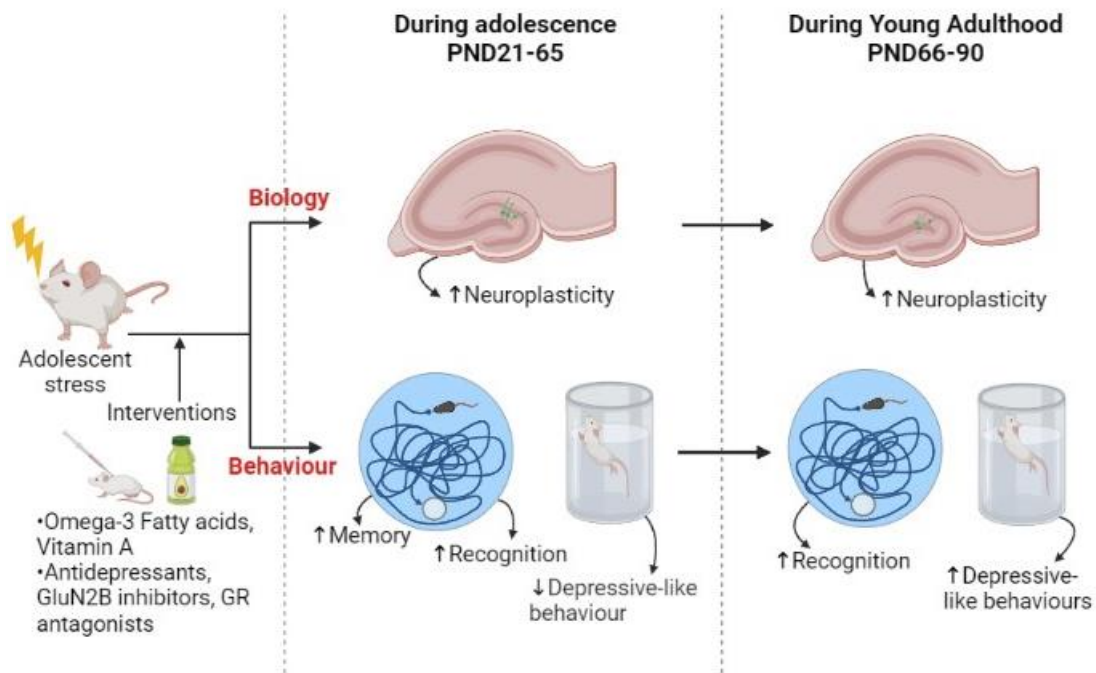 During adolescence
PND21-65
During Young Adulthood
PND66-90
Biology
↑Neuroplasticity
↑Neuroplasticity
Adolescent
stress
Interventions
Behaviour
•Omega-3 Fatty acids,
Vitamin A
•Antidepressants,
GluN2B inhibitors, GR
antagonists
↑Memory
↑Recognition
↓Depressive-like
behaviour
↑Recognition
↑Depressive-
like behaviours